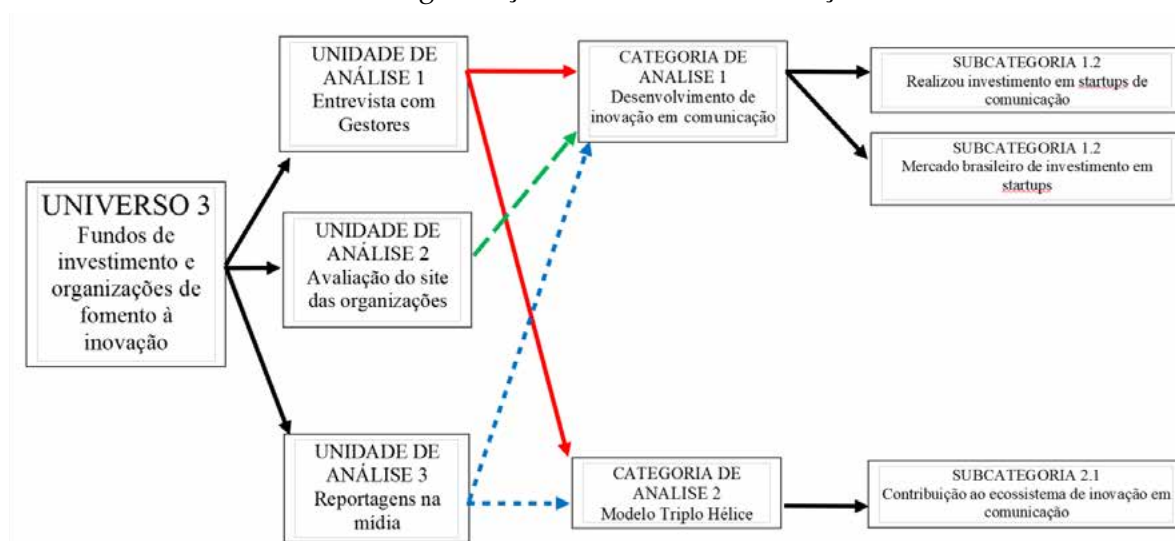 UNIVERSO 3
Fundos de
investimento e
organizações de
fomento à
inovação
UNIDADE DE
ANÁLISE 1
Entrevista com
Gestores
UNIDADE DE
ANÁLISE 2
Avaliação do site
das organizações
UNIDADE DE
ANÁLISE 3
Reportagens na
mídia
CATEGORIA DE
ANALISE 1
Desenvolvimento de
inovação em comunicação
CATEGORIA DE
ANALISE 2
Modelo Triplo Hélice
SUBCATEGORIA 1.2
Realizou investimento em startups de
comunicação
SUBCATEGORIA 1.2
Mercado brasileiro de investimento em
startups
SUBCATEGORIA 2.1
Contribuição ao ecossistema de inovação em
comunicação